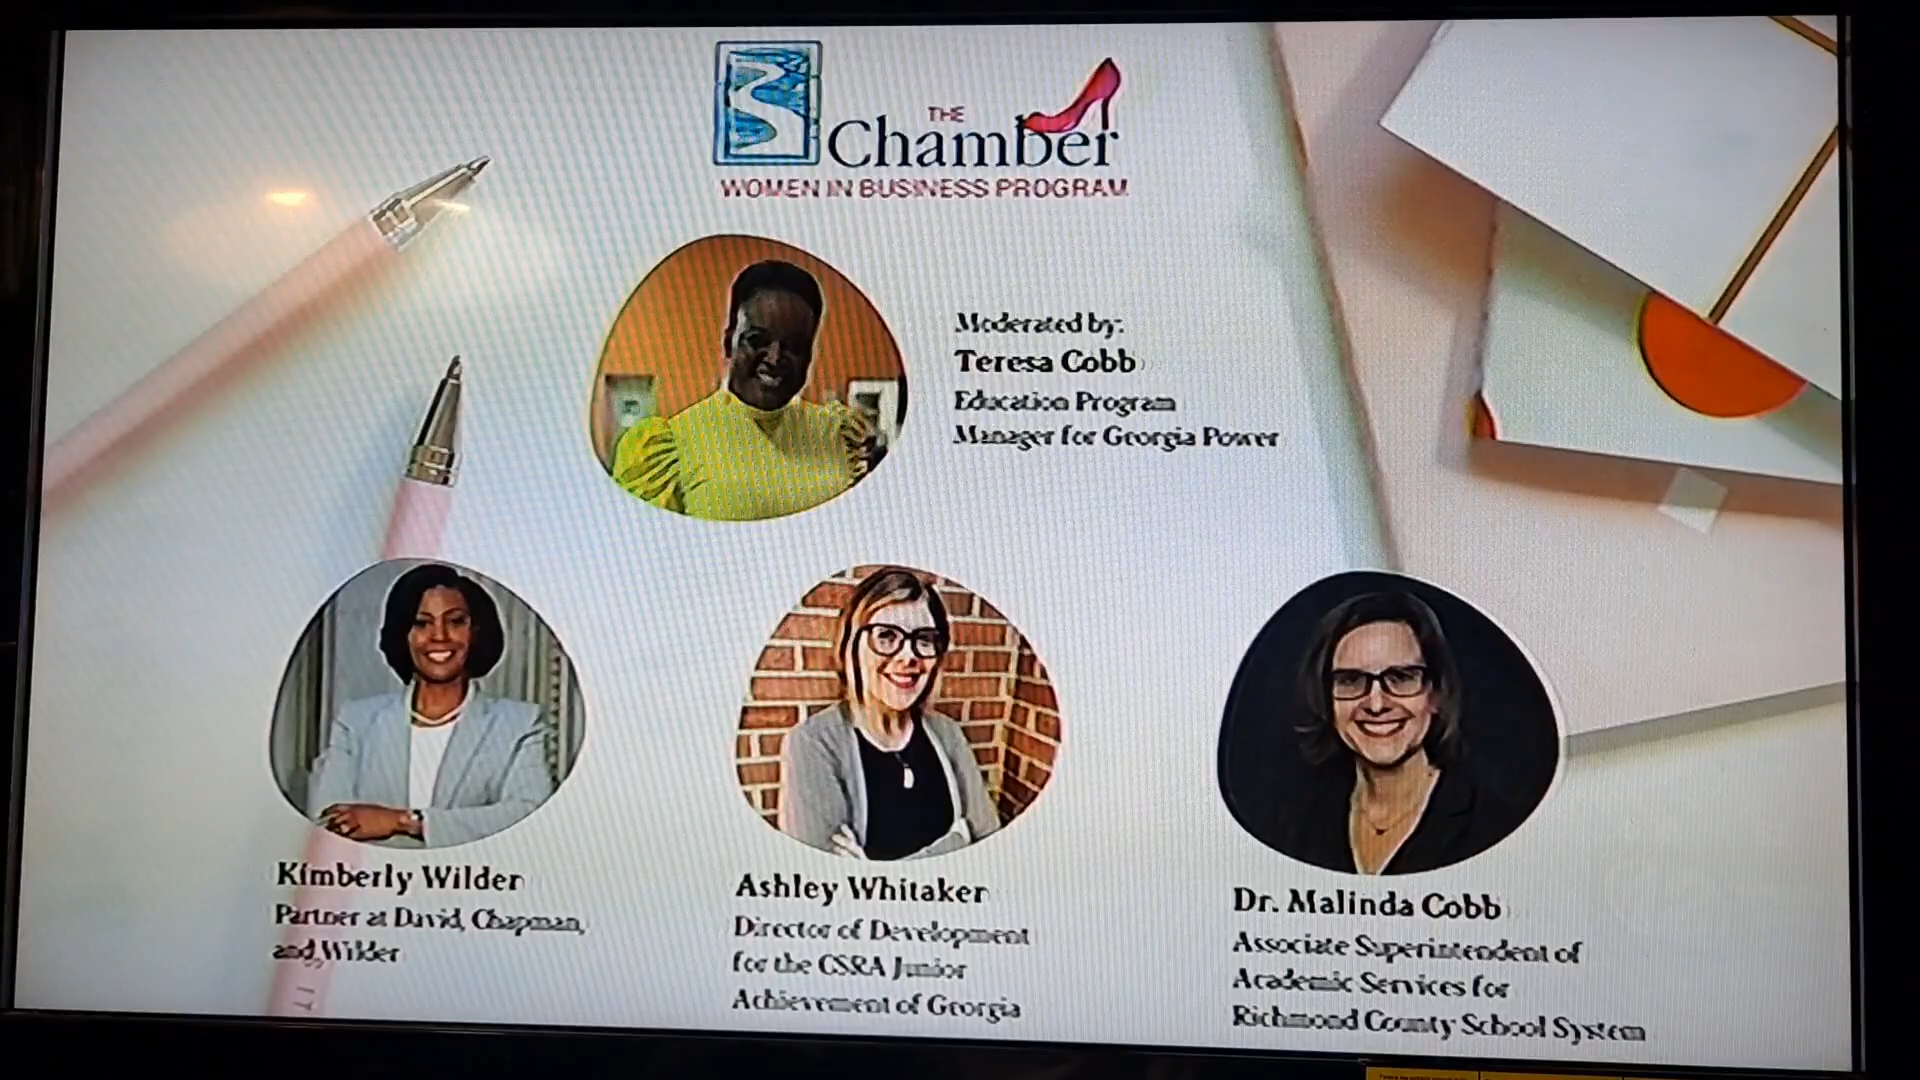 THE
Chamber
WOMEN IN BUSINESS PROGRAM
Moderated by:
Teresa Cobb
Education Program
Manager for Georgia Power
Kimberly Wilder
Partner at David, Chapman,
and Wilder
Ashley Whitaker
Director of Development
for the CSRA Junior
Achievement of Georgia
Dr. Malinda Cobb
Associate Superintendent of
Academic Services for
Richmond County School System